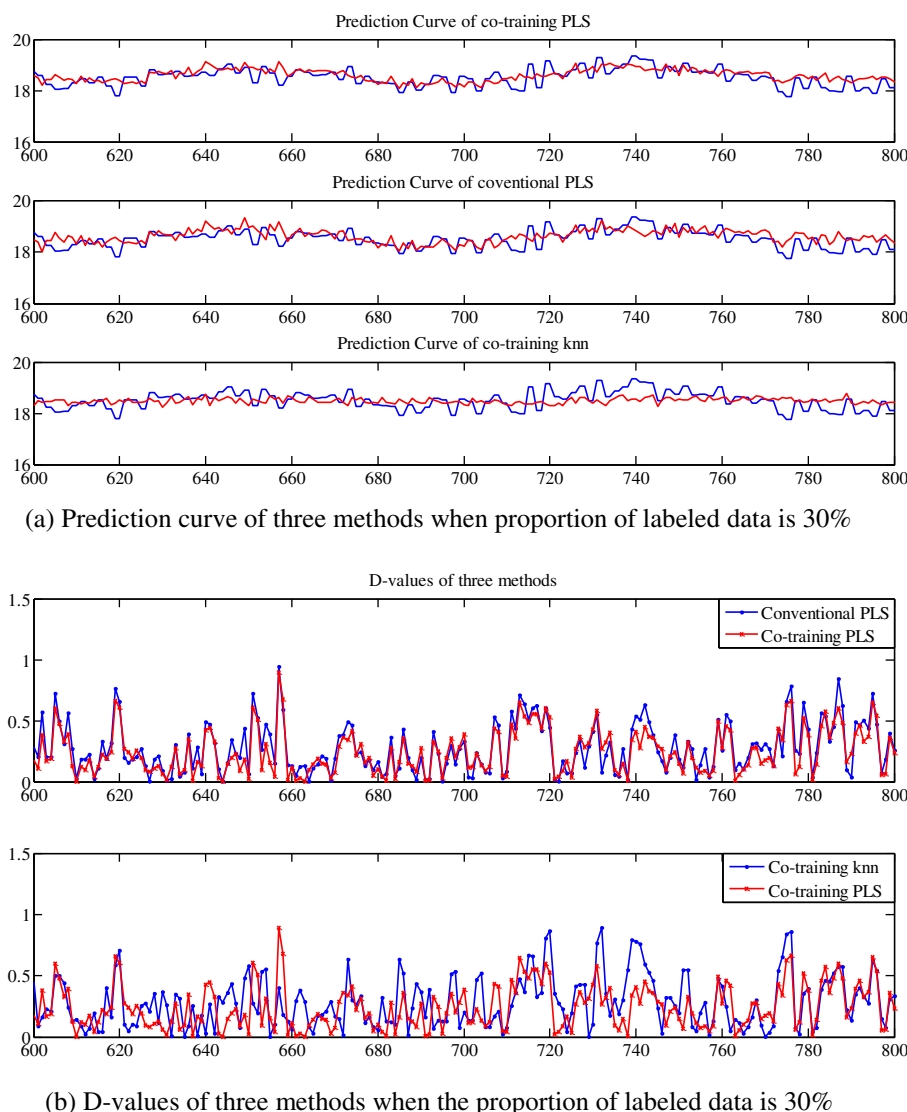 Prediction Curve of co-training PLS
20
18
16
600 620 640 660 680 700 720 740 760 780 800
Prediction Curve of coventional PLS
20
18
16
600 620 640 660 680 700 720 740 760 780 800
Prediction Curve of co-training knn
20
18
16
600 620 640 660 680 700 720 740 760 780 800
(a) Prediction curve of three methods when proportion of labeled data is 30%
D-values of three methods
1.5
1
0.5
0
Conventional PLS
Co-training PLS
600 620 640 660 680 700 720 740 760 780 800
1.5
1
0.5
0
Co-training knn
Co-training PLS
600 620 640 660 680 700 720 740 760 780 800
(b) D-values of three methods when the proportion of labeled data is 30%